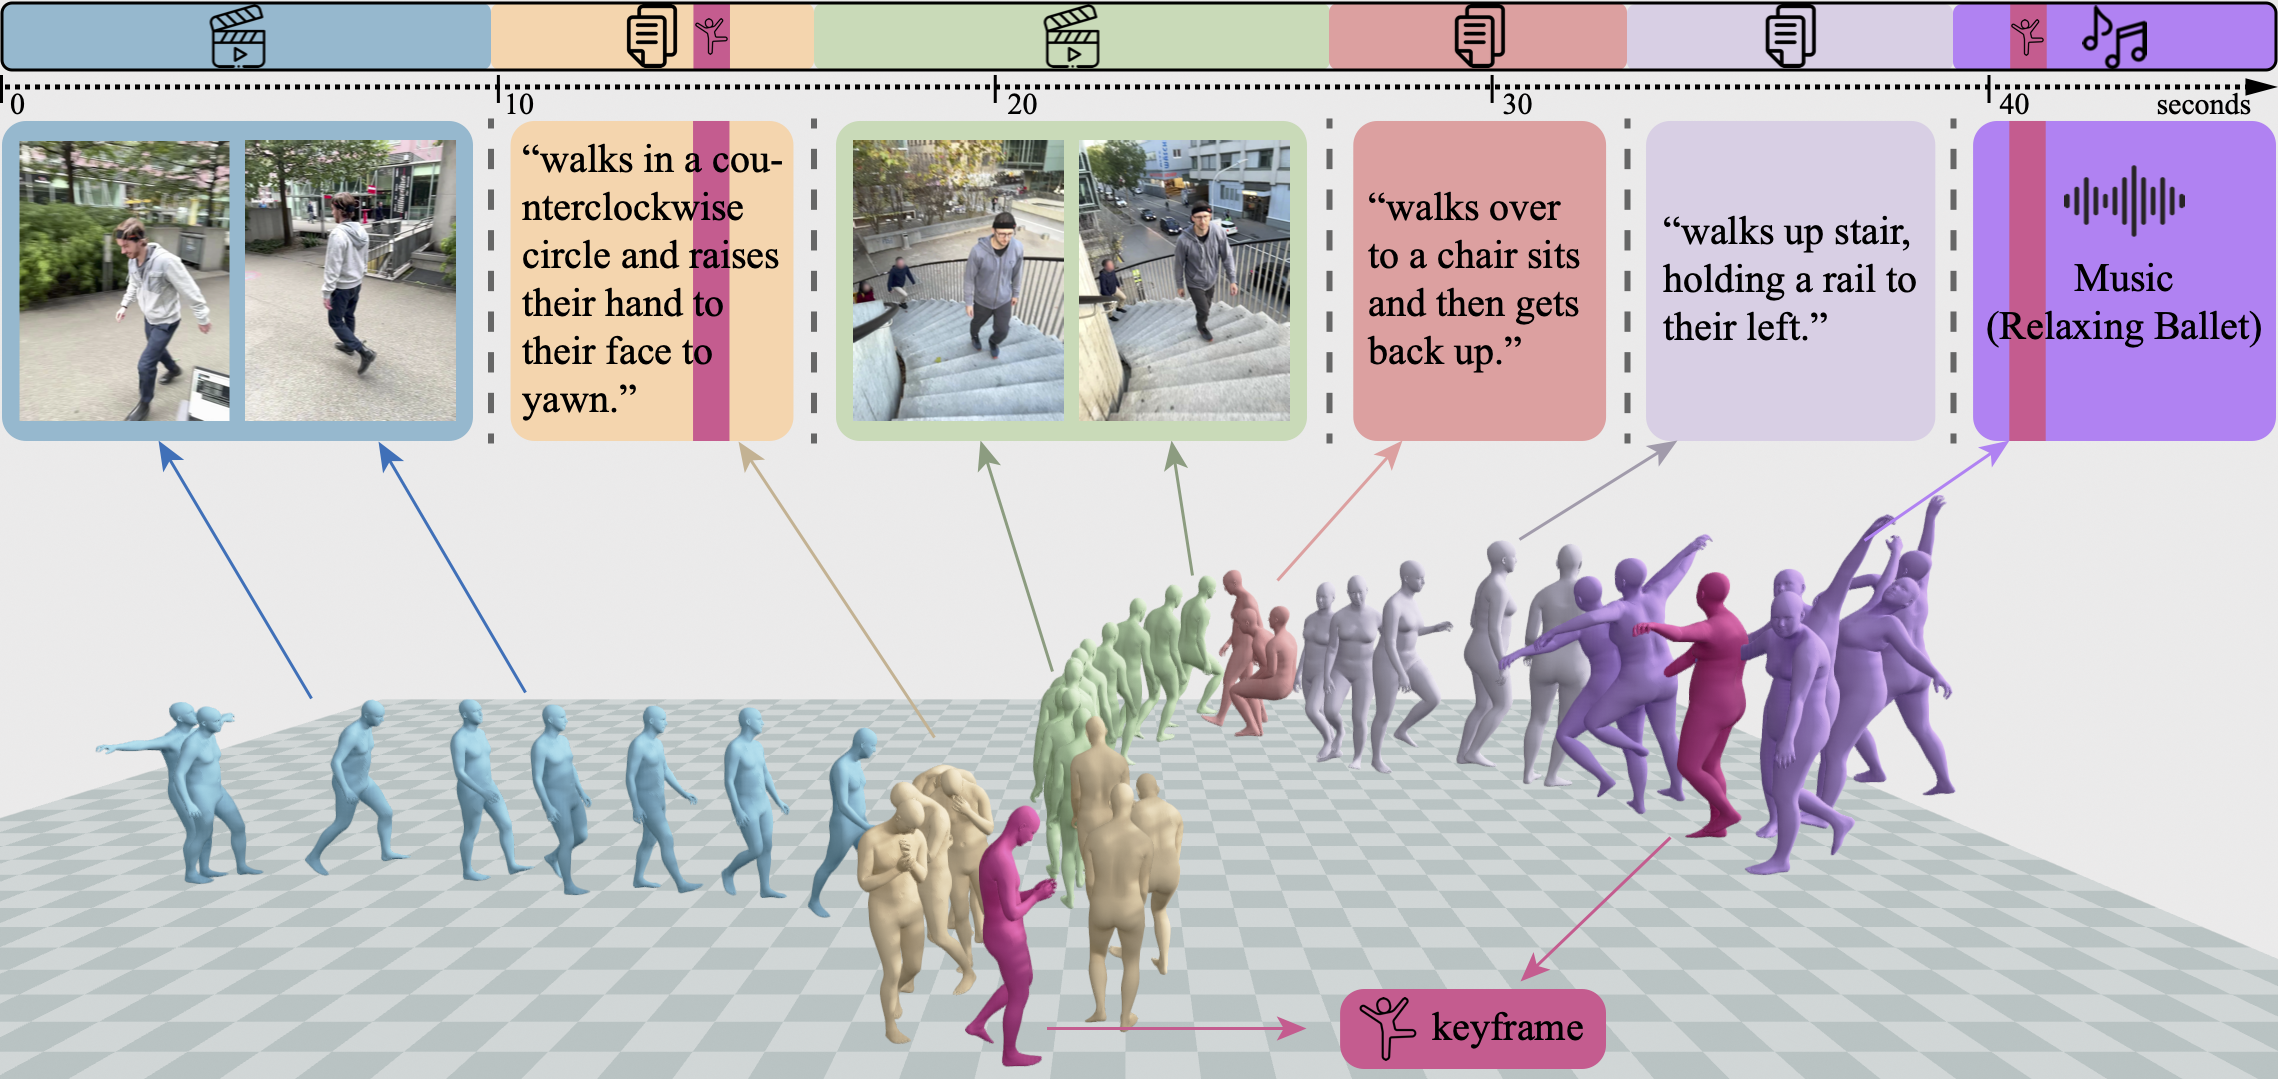 0
10
20
30
40
seconds
“walks in a cou-
nterclockwise
circle and raises
their hand to
their face to
yawn.”
“walks over
to a chair sits
and then gets
back up.”
“walks up stair,
holding a rail to
their left.”
Music
(Relaxing Ballet)
keyframe